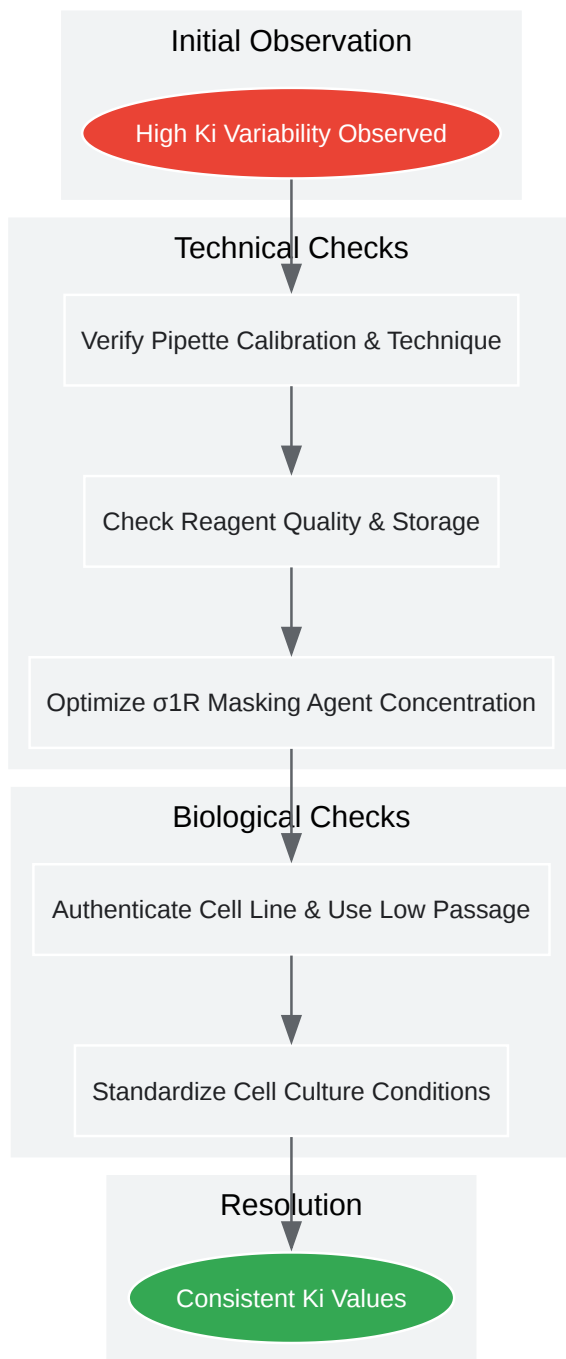 Initial Observation
High Ki Variability Observed
Technical Checks
Verify Pipette Calibration & Technique
Check Reagent Quality & Storage
Optimize σ1R Masking Agent Concentration
Biological Checks
Authenticate Cell Line & Use Low Passage
Standardize Cell Culture Conditions
Resolution
Consistent Ki Values